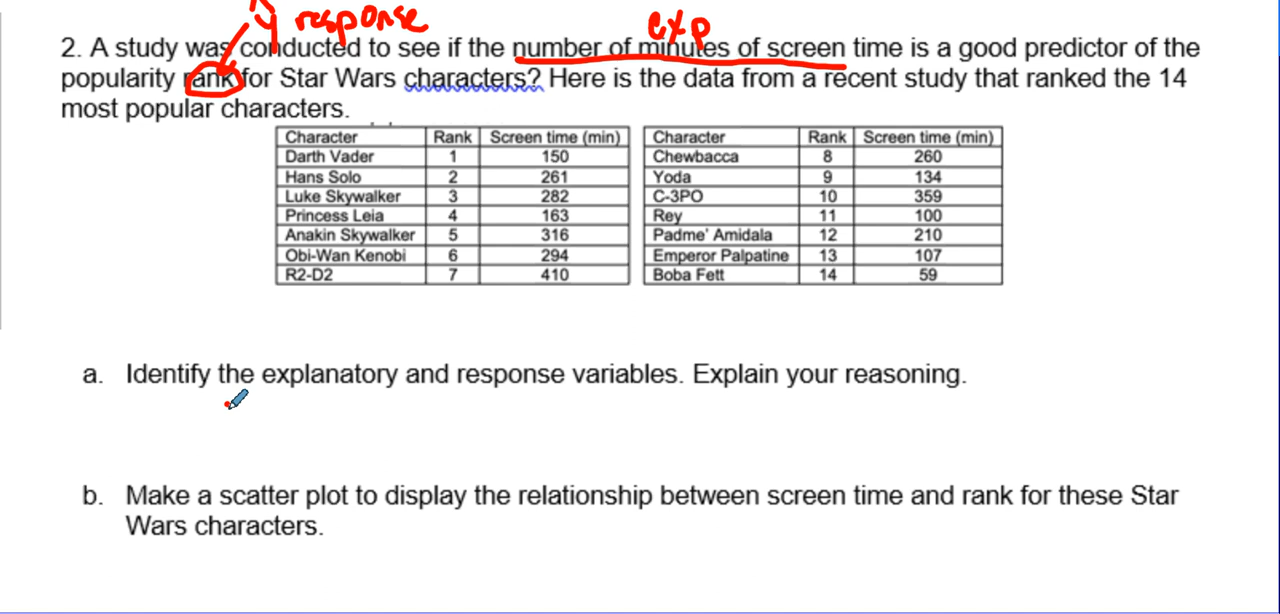 y response
exp
2. A study was conducted to see if the number of minutes of screen time is a good predictor of the
popularity rank for Star Wars characters? Here is the data from a recent study that ranked the 14
most popular characters.
Character Rank Screen time (min) Character Rank Screen time (min)
Darth Vader 1 150 Chewbacca 8 260
Hans Solo 2 261 Yoda 9 134
Luke Skywalker 3 282 C-3PO 10 359
Princess Leia 4 163 Rey 11 100
Anakin Skywalker 5 316 Padme' Amidala 12 210
Obi-Wan Kenobi 6 294 Emperor Palpatine 13 107
R2-D2 7 410 Boba Fett 14 59
a. Identify the explanatory and response variables. Explain your reasoning.
b. Make a scatter plot to display the relationship between screen time and rank for these Star
Wars characters.